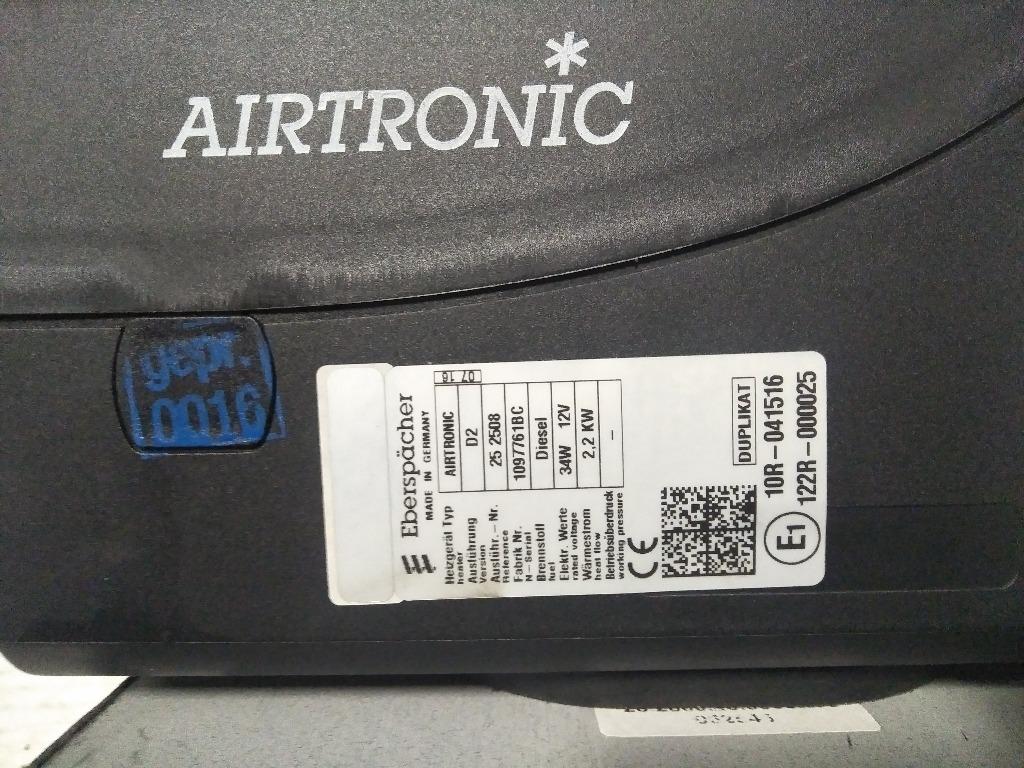 AIRTRONIC
gepr.
0016
Eberspächer
MADE IN GERMANY
07 16
Heizgerät Typ AIRTRONIC
heater
Ausführung D2
Version
Ausführ.-Nr. 25 2508
Reference
Fabrik Nr. 1097761BC
N-Serial
Brennstoff Diesel
fuel
Elektr. Werte 34W 12V
rated voltage
Wärmestrom 2,2 KW
heat flow
Betriebsüberdruck –
working pressure
CE
DUPLIKAT
E1
10R-041516
122R-000025